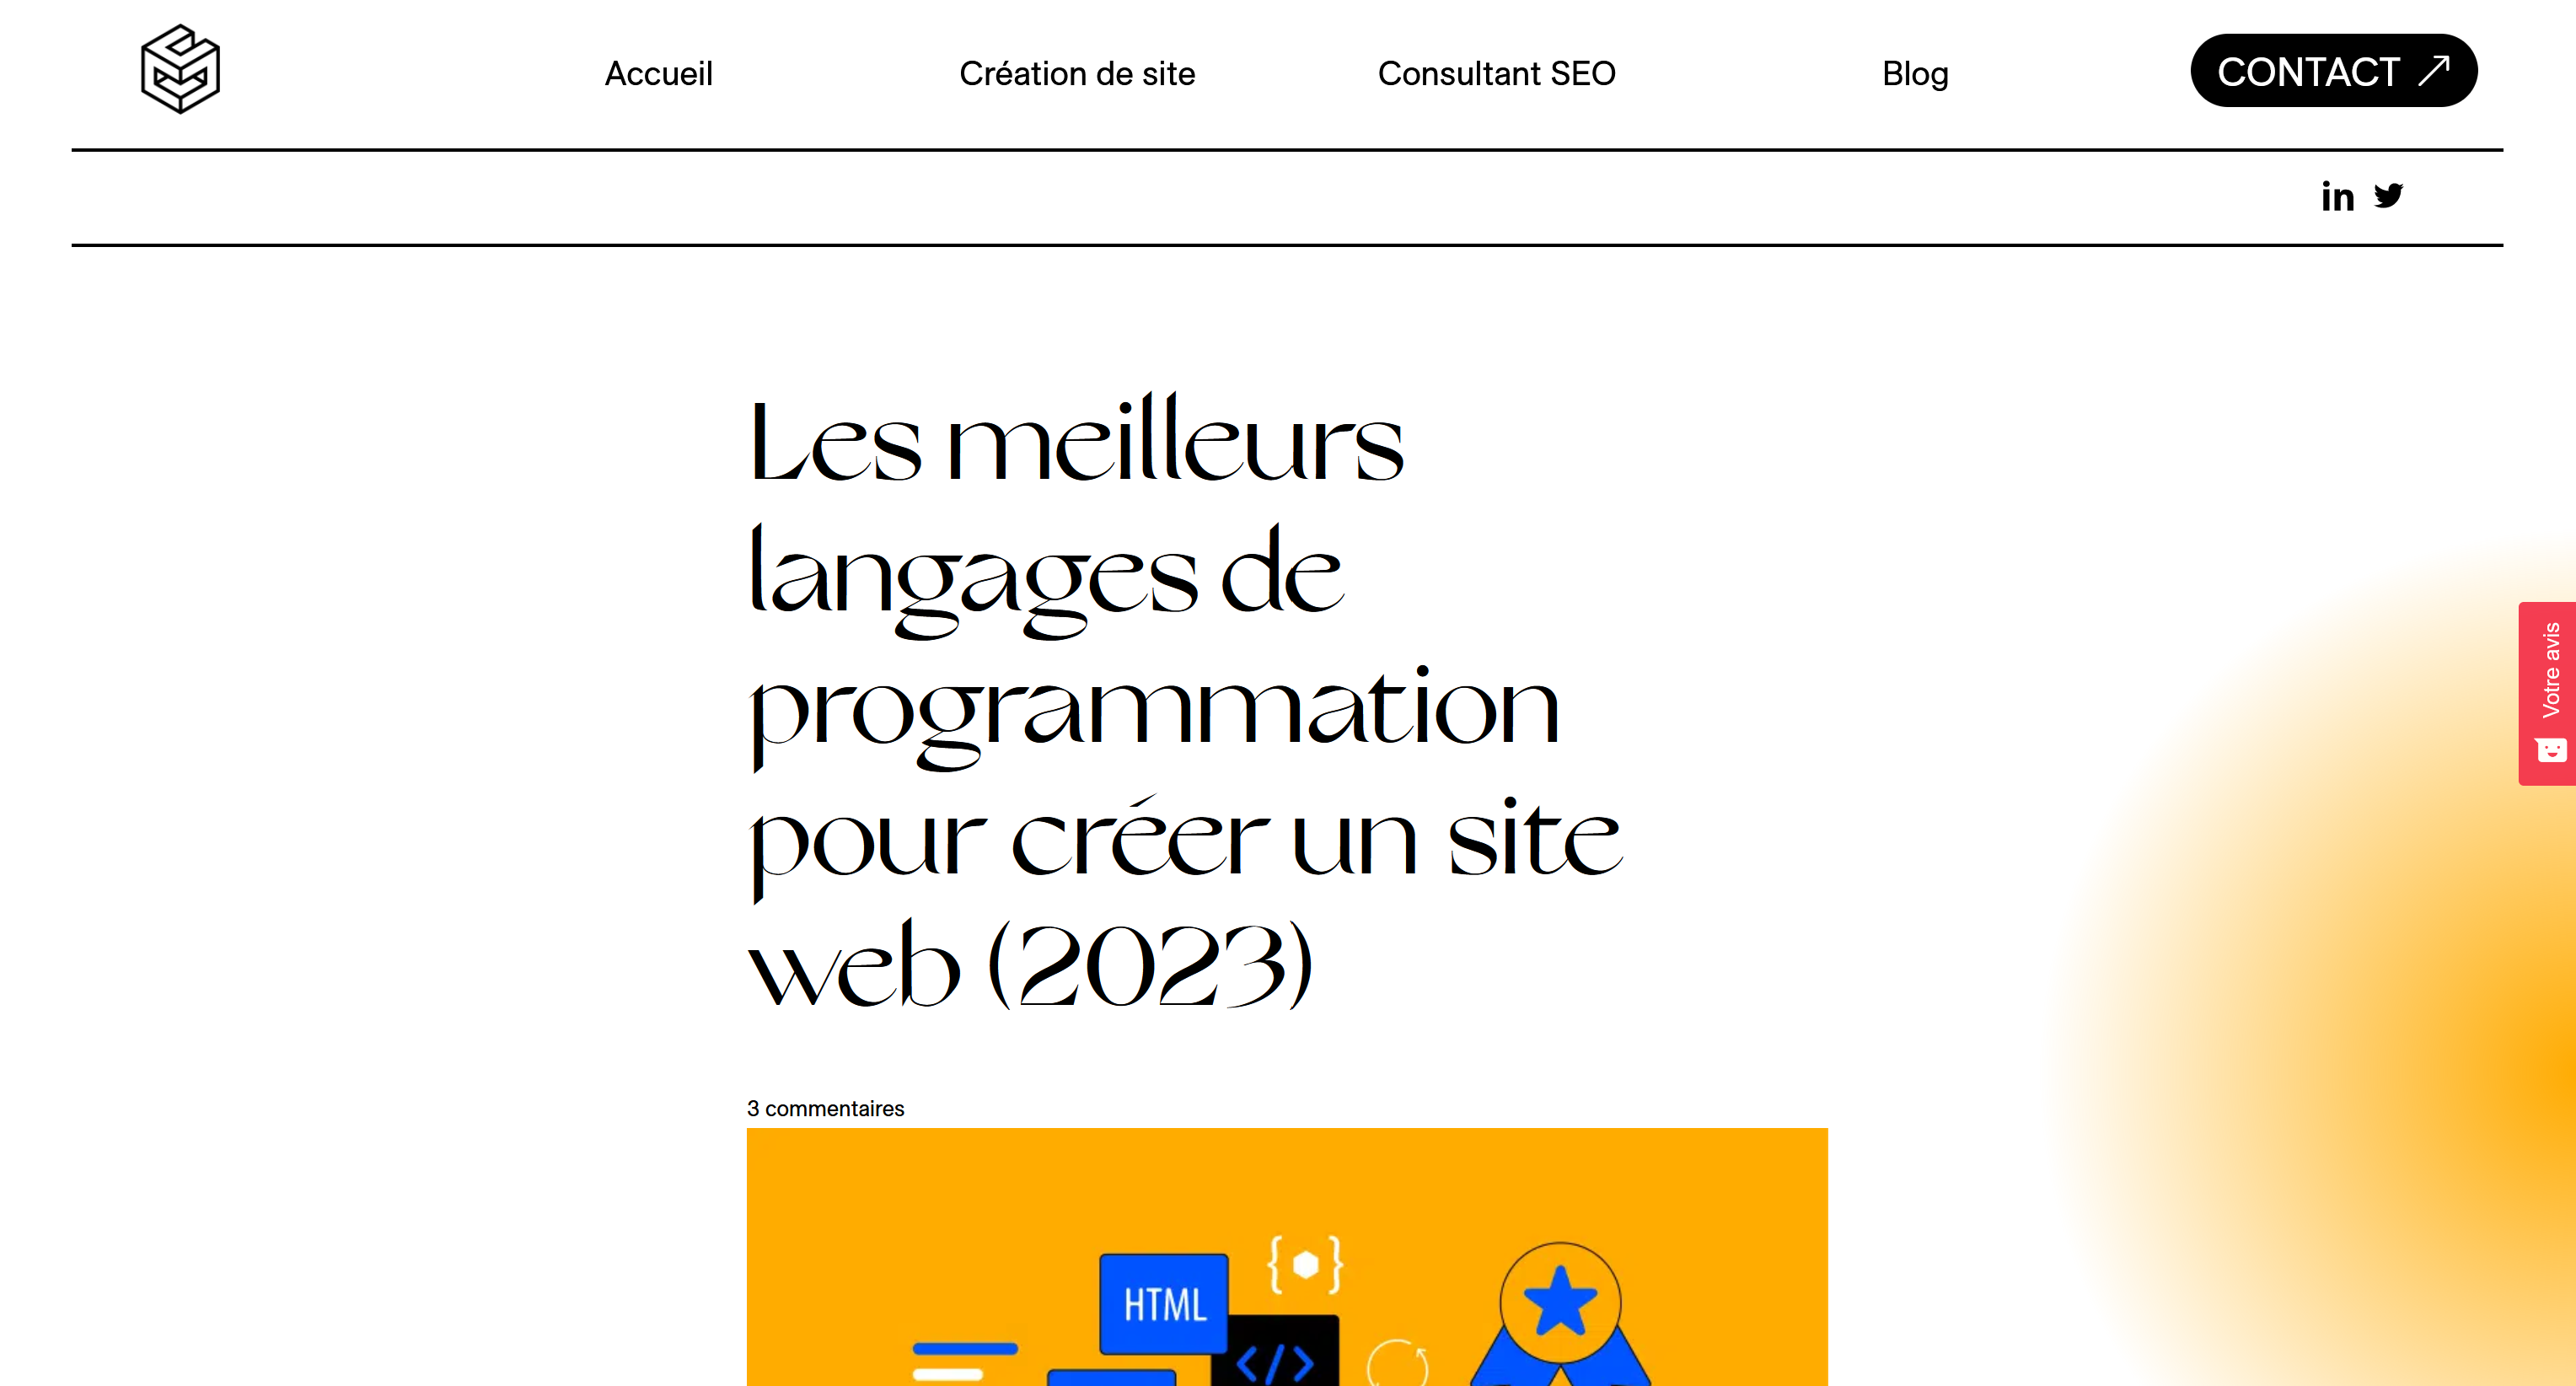 Accueil
Création de site
Consultant SEO
Blog
CONTACT
in
Les meilleurs
langages de
programmation
pour créer un site
web (2023)
Votre avis
3 commentaires
{ }
HTML
</>